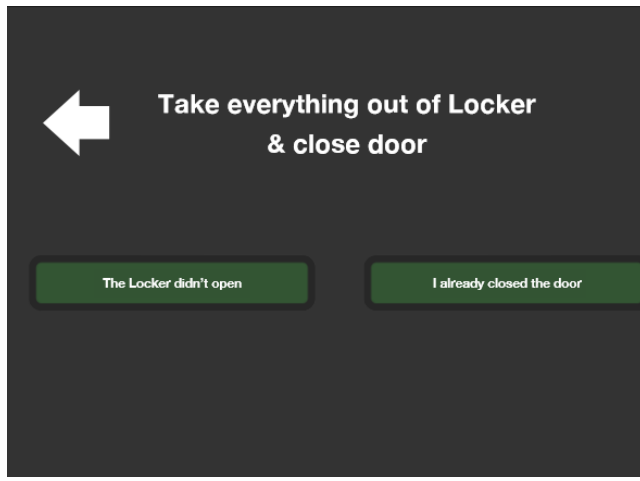 Take everything out of Locker
& close door
The Locker didn't open
I already closed the door